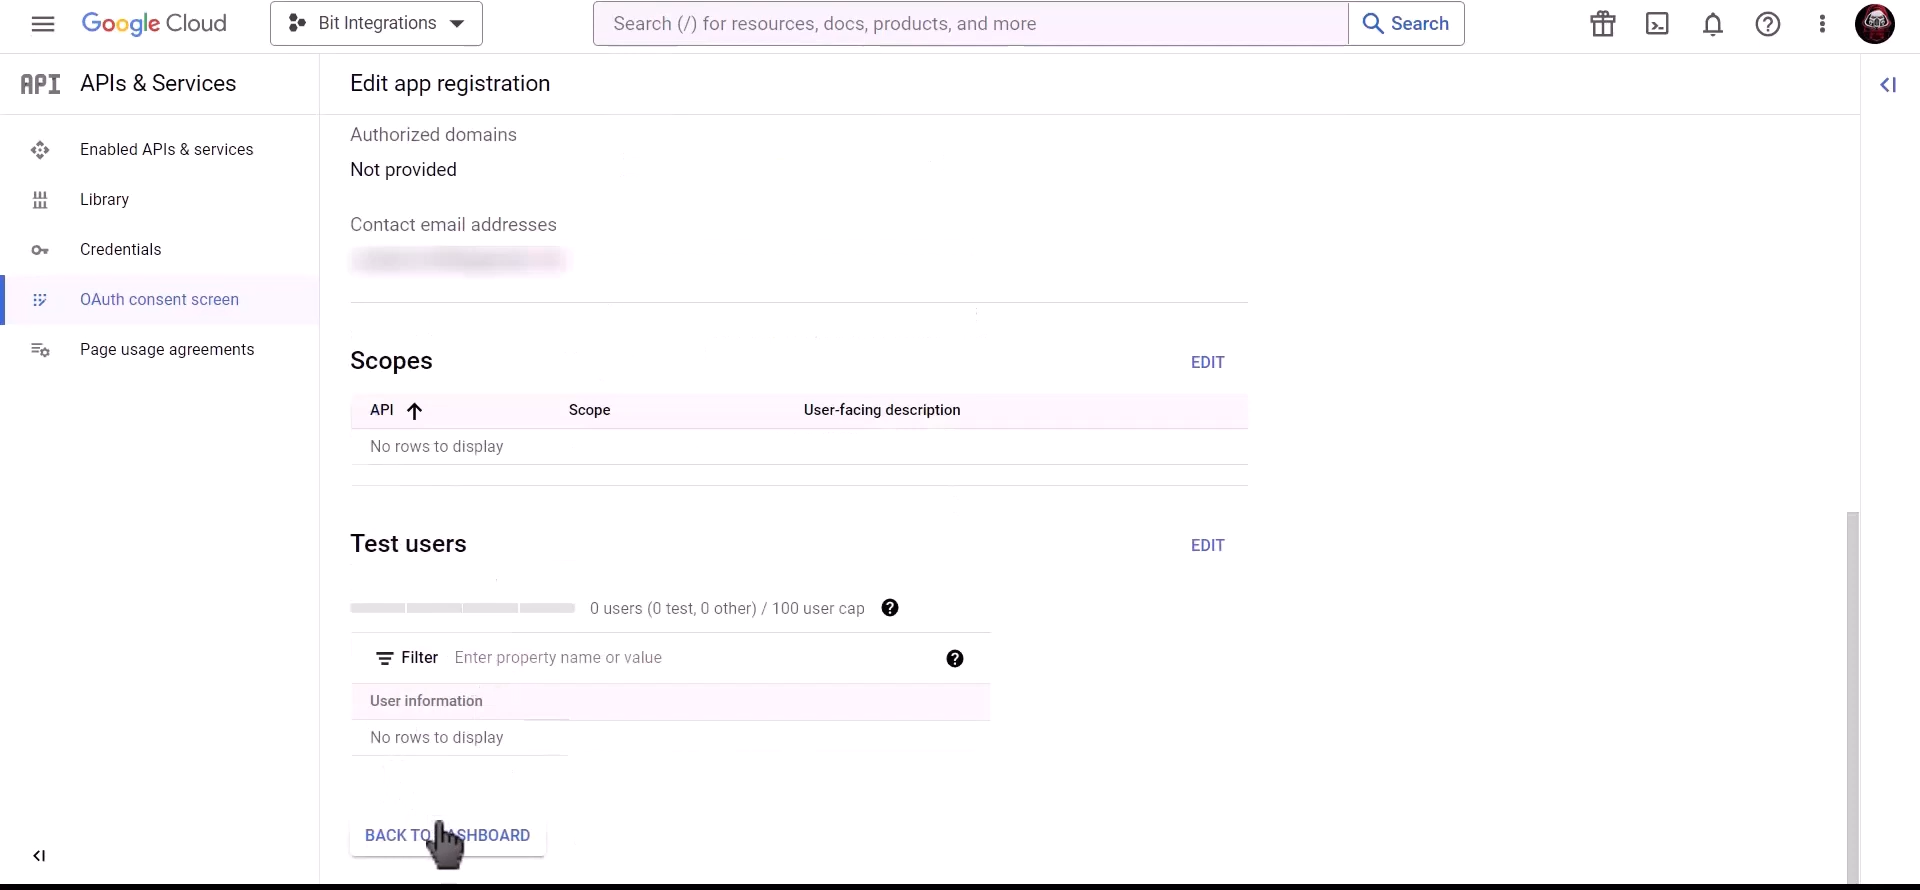 Google Cloud
Bit Integrations
Search (/) for resources, docs, products, and more
Search
API
APIs & Services
Edit app registration
Enabled APIs & services
Library
Credentials
OAuth consent screen
Page usage agreements
Authorized domains
Not provided
Contact email addresses
Scopes
EDIT
API
Scope
User-facing description
No rows to display
Test users
EDIT
0 users (0 test, 0 other) / 100 user cap
Filter
Enter property name or value
User information
No rows to display
BACK TO DASHBOARD